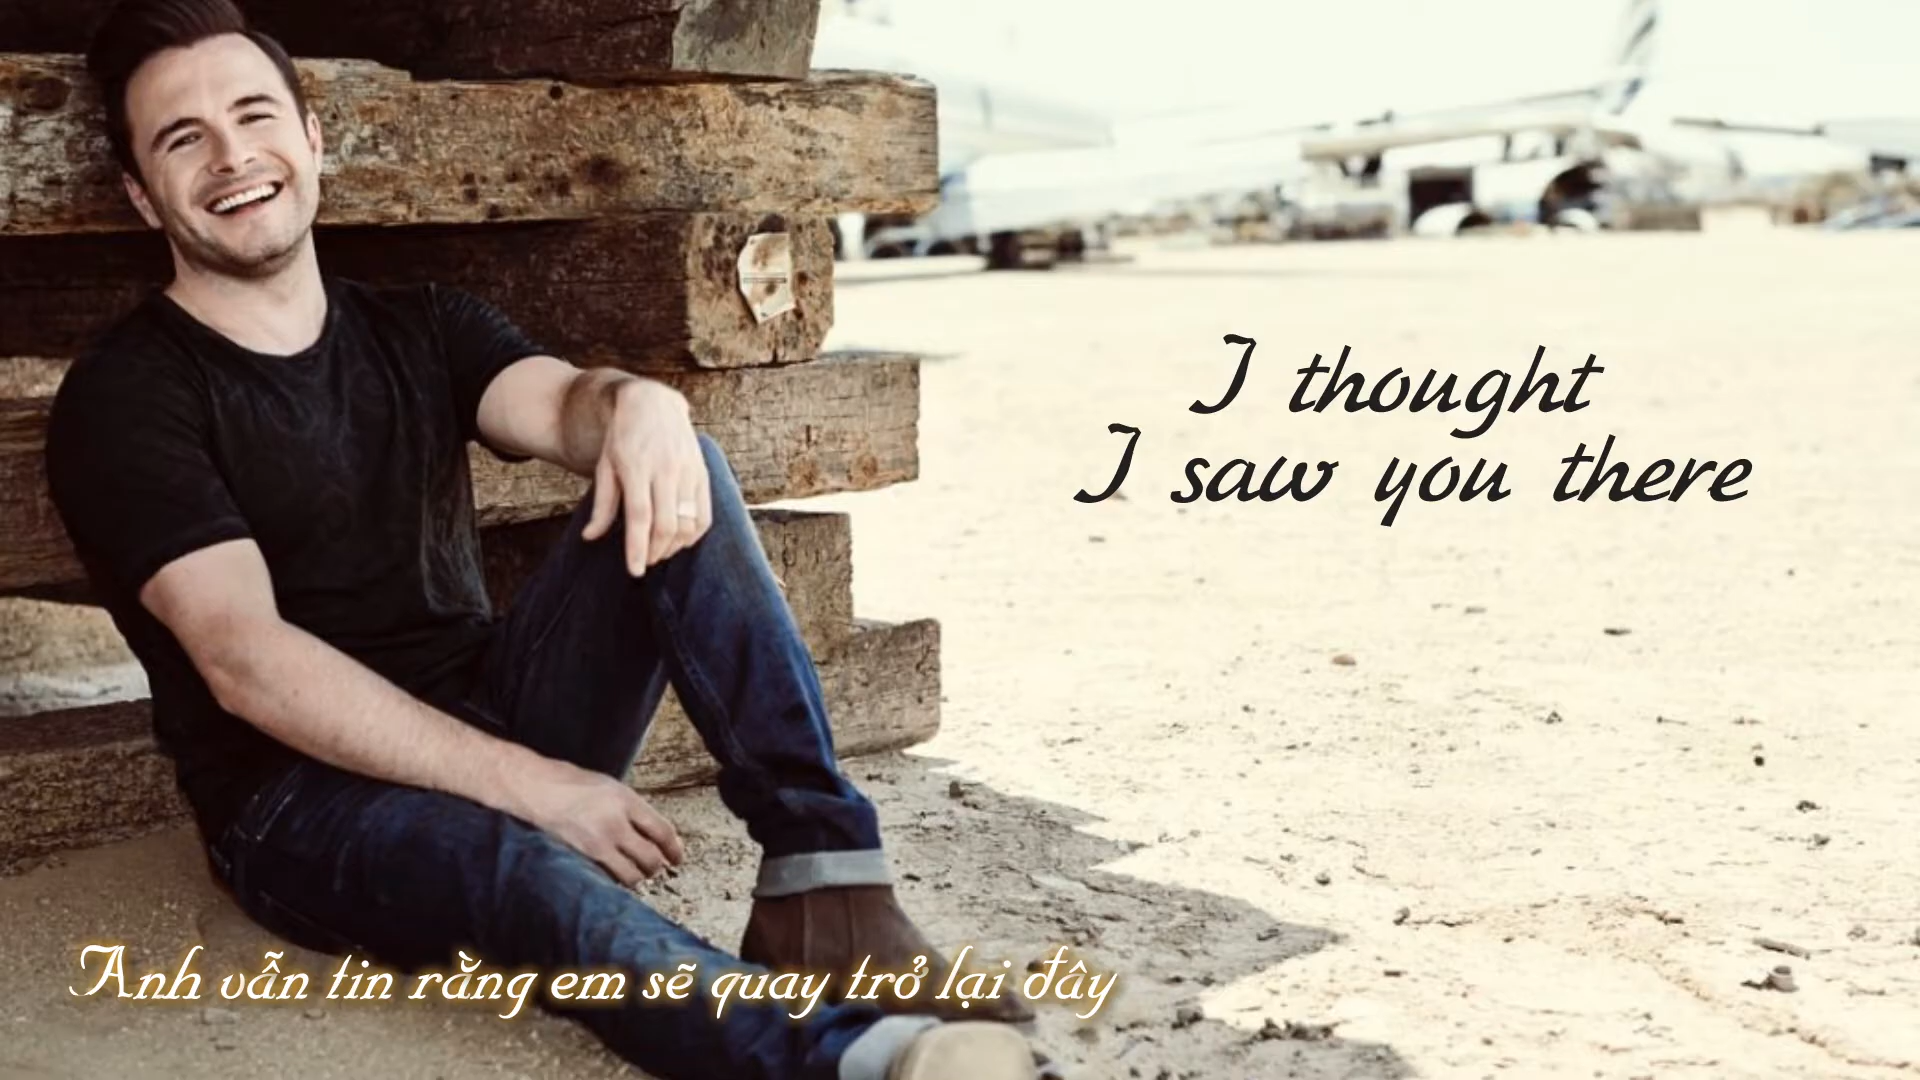 I thought
I saw you there
Anh vẫn tin rằng em sẽ quay trở lại đây